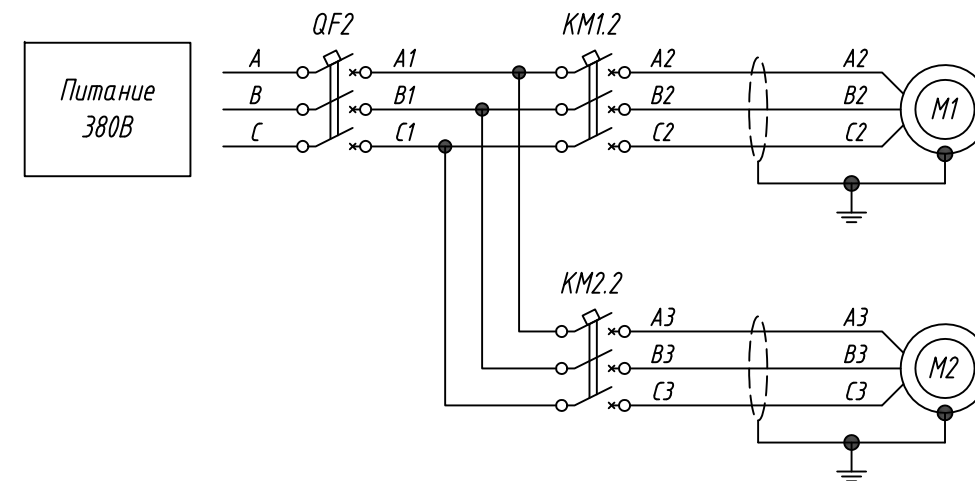 QF2
KM1.2
Питание
380В
A A1 A2 A2
B B1 B2 B2
C C1 C2 C2
M1
KM2.2
A3 A3
B3 B3
C3 C3
M2